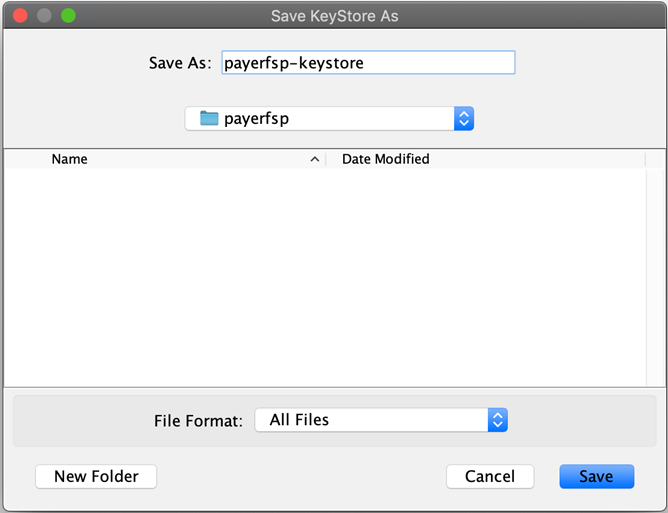 Save KeyStore As
Save As: payerfsp-keystore
payerfsp
Name Date Modified
File Format: All Files
New Folder Cancel Save